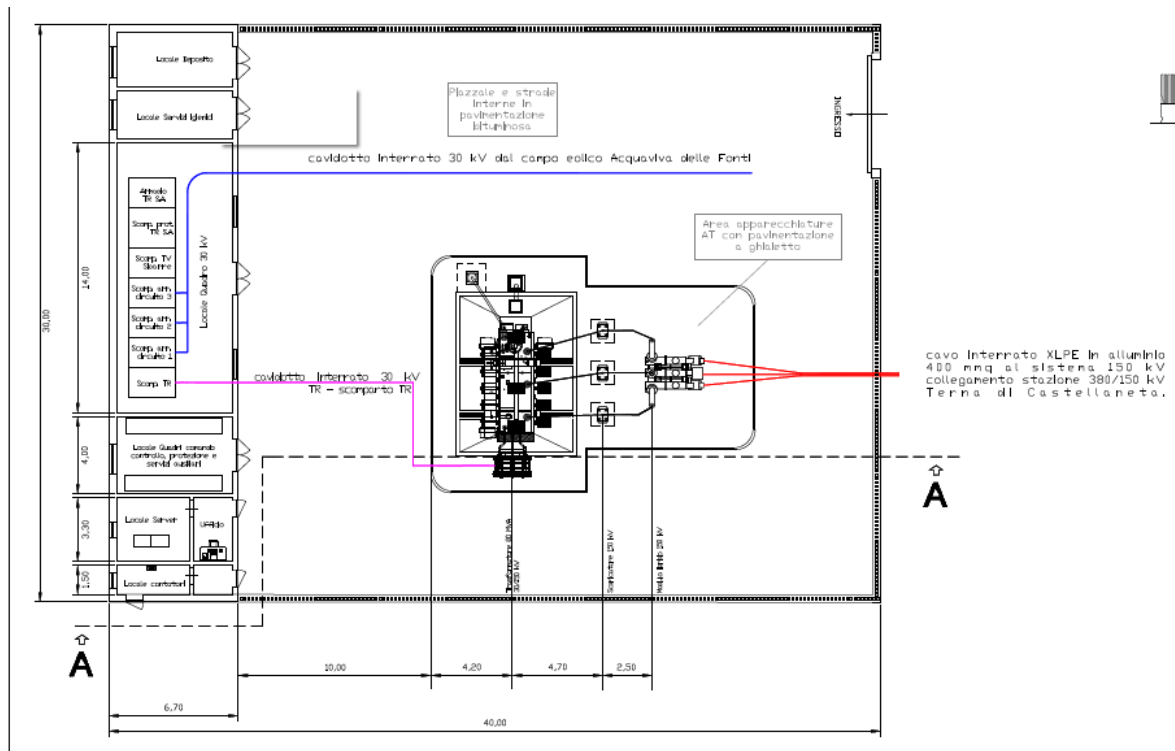 Locale Deposito
Locale Servizi Igienici
Piazzale e strade
interne in
pavimentazione
bituminosa
INGRESSO
cavidotto interrato 30 kV dal campo eolico Acquaviva delle Fonti
Armadio
TR SA
Scomp. prot.
TR SA
Scomp. TV
Sbarre
Scomp. arr.
circuito 3
Scomp. arr.
circuito 2
Scomp. arr.
circuito 1
Scomp. TR
Locale Quadro 30 kV
Area apparecchiature
AT con pavimentazione
a ghiaietto
cavidotto interrato 30 kV
TR - scomparto TR
cavo interrato XLPE in alluminio
400 mmq al sistema 150 kV
collegamento stazione 380/150 kV
Terna di Castellaneta.
Locale Quadri comando
controllo, protezione e
servizi ausiliari
Locale Server
Ufficio
Locale contatori
30,00
14,00
4,00
3,30
1,50
Scaricatore 150 kV
A
A
10,00
4,20
4,70
2,50
6,70
40,00